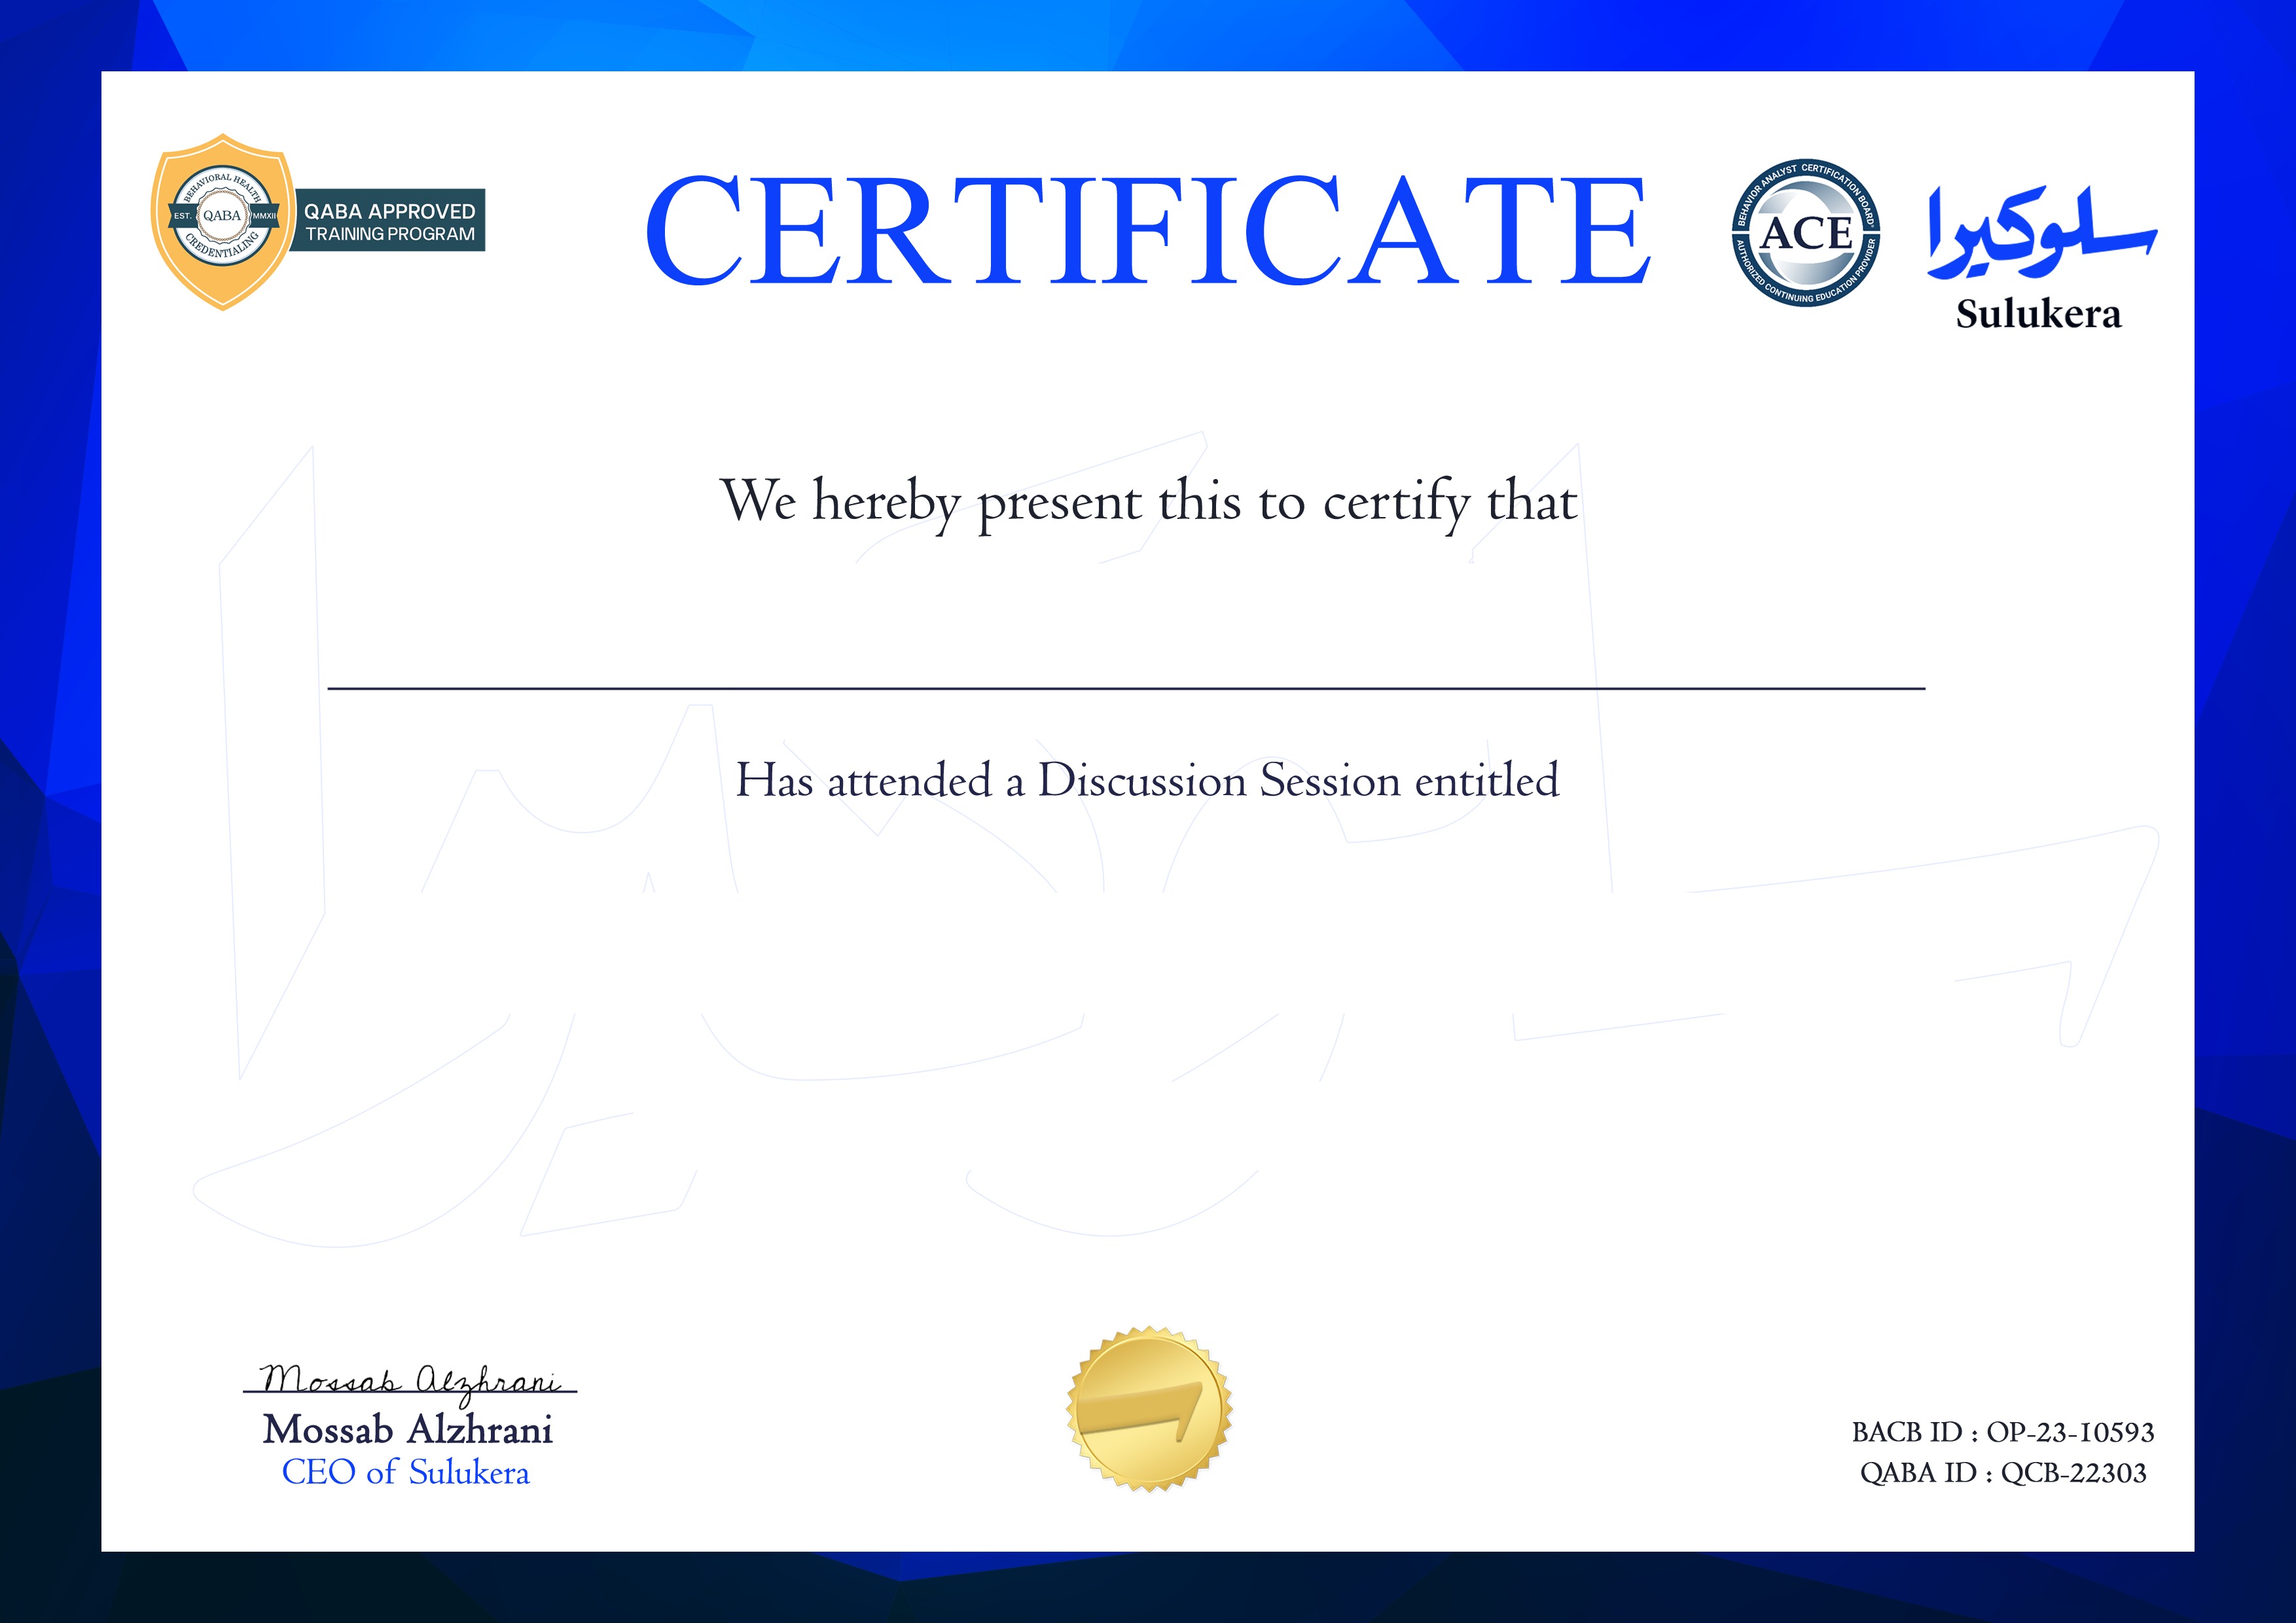 BEHAVIORAL HEALTH
EST. QABA MMXII
CREDENTIALING
QABA APPROVED
TRAINING PROGRAM
CERTIFICATE
BEHAVIOR ANALYST CERTIFICATION BOARD®
ACE
AUTHORIZED CONTINUING EDUCATION PROVIDER
سلوكيرا
Sulukera
We hereby present this to certify that
Has attended a Discussion Session entitled
Mossab Alzhrani
Mossab Alzhrani
CEO of Sulukera
BACB ID : OP-23-10593
QABA ID : QCB-22303